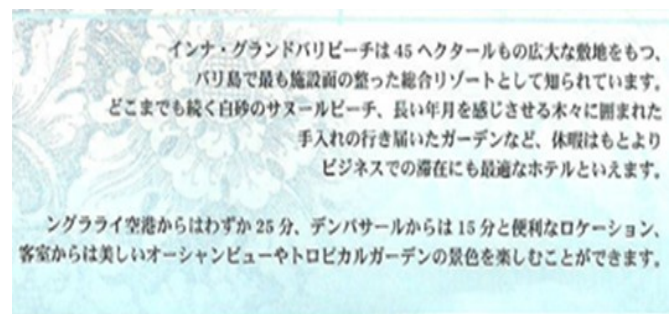 インナ・グランドバリビーチは 45 ヘクタールもの広大な敷地をもつ、
バリ島で最も施設面の整った総合リゾートとして知られています。
どこまでも続く白砂のサヌールビーチ、長い年月を感じさせる木々に囲まれた
手入れの行き届いたガーデンなど、休暇はもとより
ビジネスでの滞在にも最適なホテルといえます。
ングラライ空港からはわずか 25 分、デンパサールからは 15 分と便利なロケーション、
客室からは美しいオーシャンビューやトロピカルガーデンの景色を楽しむことができます。